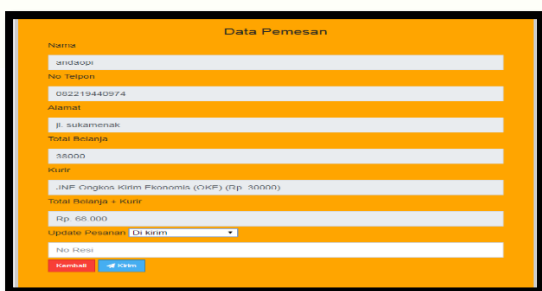 Data Pemesan
Nama
andaopi
No Telpon
082219440974
Alamat
jl. sukamenak
Total Belanja
38000
Kurir
JNE Ongkos Kirim Ekonomis (OKE) (Rp. 30000)
Total Belanja + Kurir
Rp. 68.000
Update Pesanan Di kirim
No Resi
Kembali Kirim